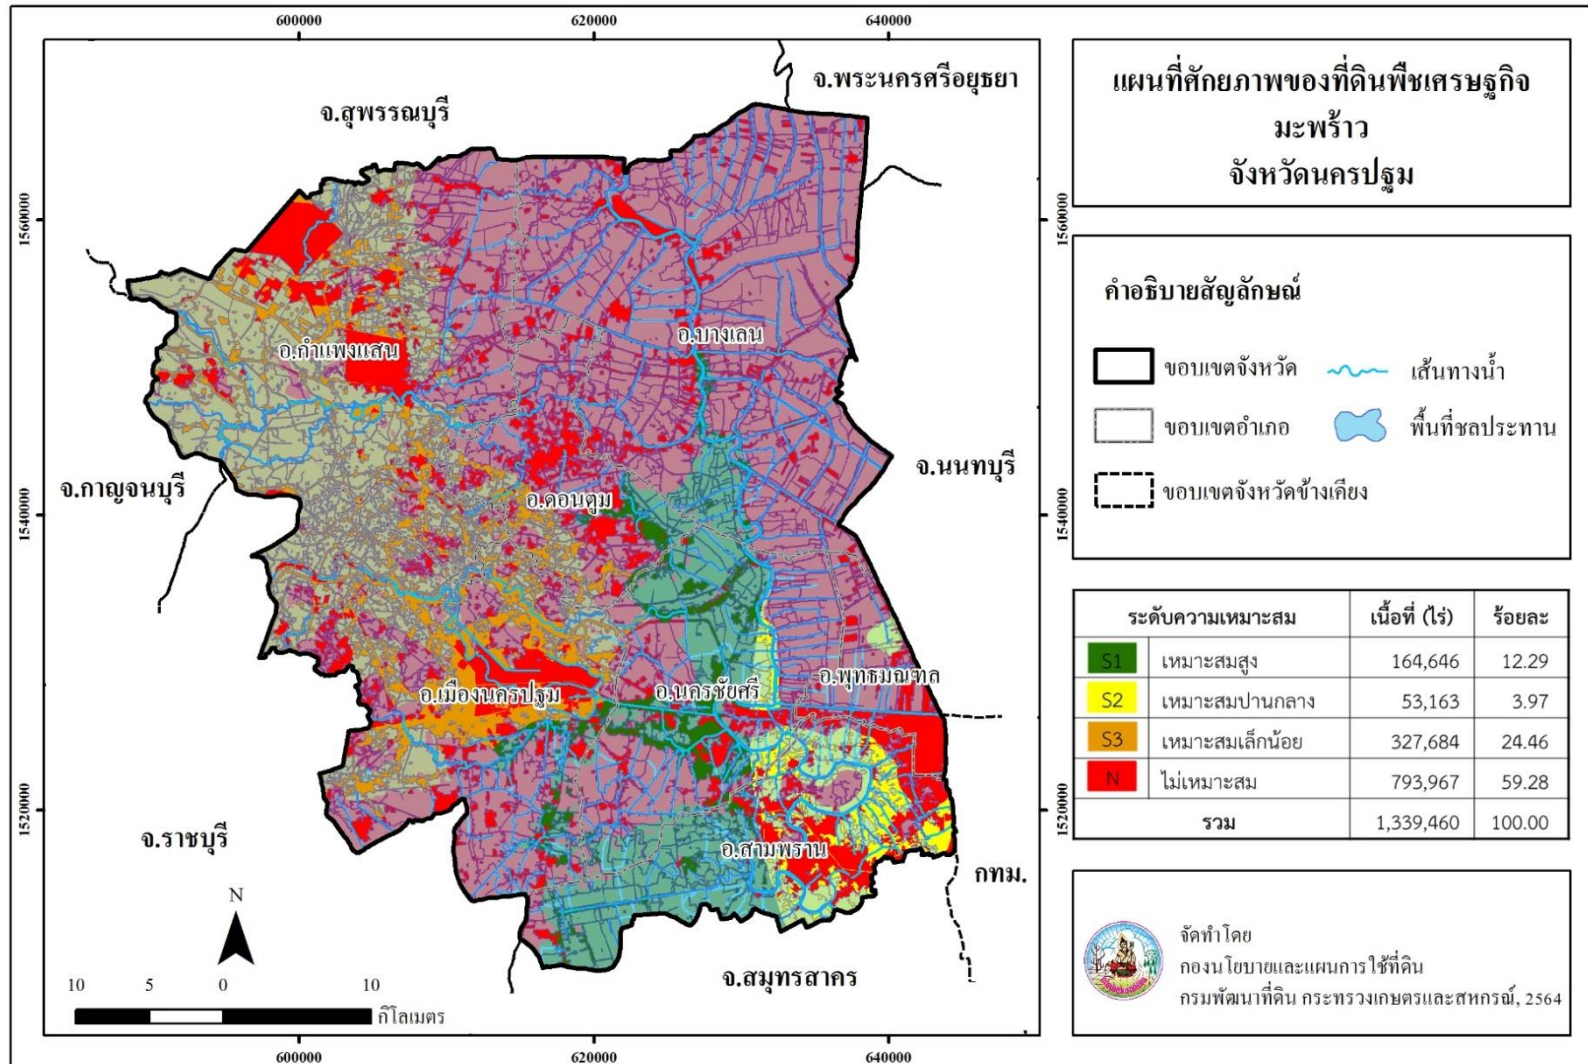 600000 620000 640000
จ.พระนครศรีอยุธยา
จ.สุพรรณบุรี
1560000 1560000
อ.บางเลน
อ.กำแพงแสน
จ.นนทบุรี
จ.กาญจนบุรี
อ.ดอนตูม
1540000 1540000
อ.พุทธมณฑล
อ.เมืองนครปฐม
อ.นครชัยศรี
1520000 1520000
จ.ราชบุรี
อ.สามพราน
กทม.
N
จ.สมุทรสาคร
10 5 0 10
กิโลเมตร
600000 620000 640000
แผนที่ศักยภาพของที่ดินพืชเศรษฐกิจ
มะพร้าว
จังหวัดนครปฐม
คำอธิบายสัญลักษณ์
ขอบเขตจังหวัด เส้นทางน้ำ
ขอบเขตอำเภอ พื้นที่ชลประทาน
ขอบเขตจังหวัดข้างเคียง
ระดับความเหมาะสม เนื้อที่ (ไร่) ร้อยละ
S1 เหมาะสมสูง 164,646 12.29
S2 เหมาะสมปานกลาง 53,163 3.97
S3 เหมาะสมเล็กน้อย 327,684 24.46
N ไม่เหมาะสม 793,967 59.28
รวม 1,339,460 100.00
จัดทำโดย
กองนโยบายและแผนการใช้ที่ดิน
กรมพัฒนาที่ดิน กระทรวงเกษตรและสหกรณ์, 2564